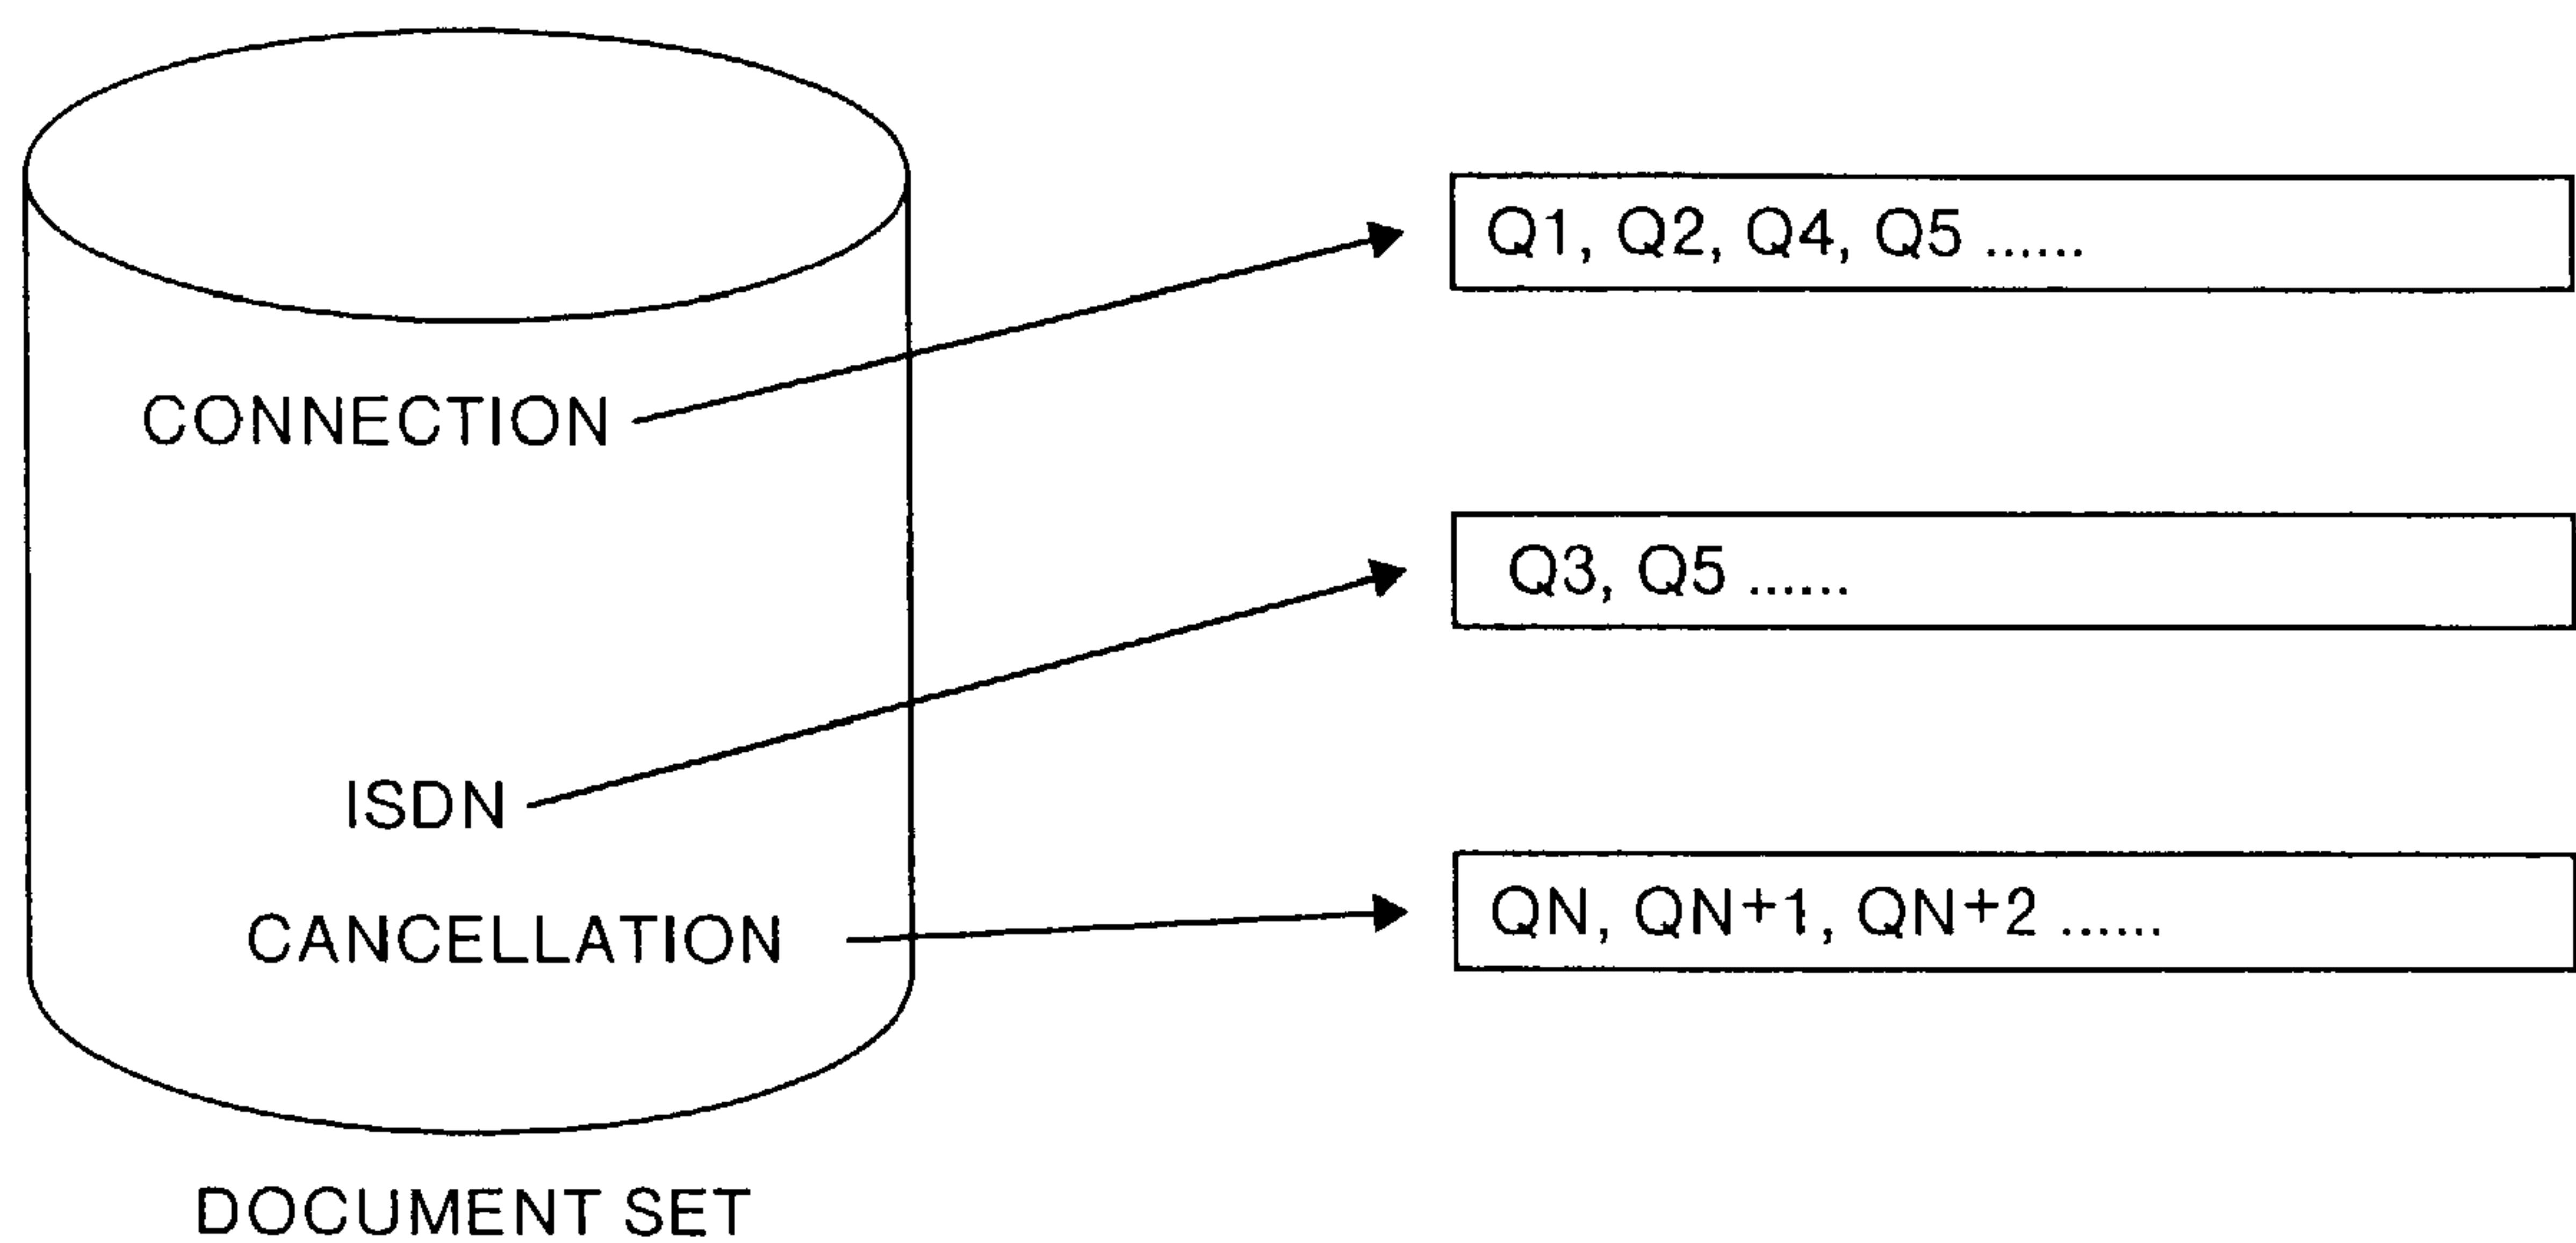 Q1, Q2, Q4, Q5 ......
CONNECTION
Q3, Q5 ......
ISDN
QN, QN+1, QN+2 ......
CANCELLATION
DOCUMENT SET